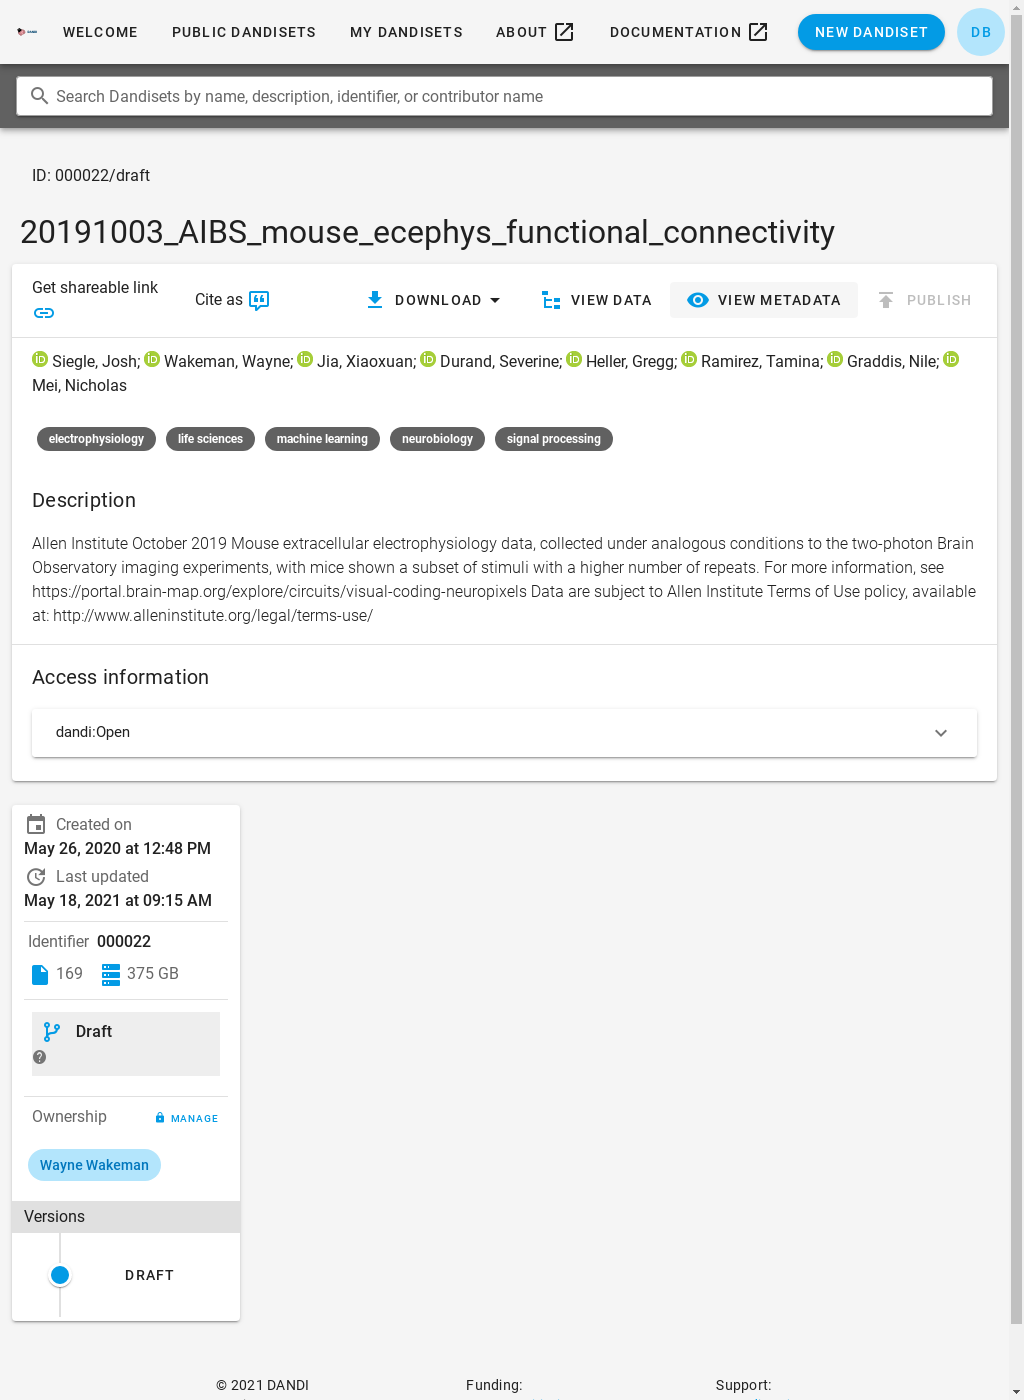 DANDI
WELCOME
PUBLIC DANDISETS
MY DANDISETS
ABOUT
DOCUMENTATION
NEW DANDISET
DB
Search Dandisets by name, description, identifier, or contributor name
ID: 000022/draft
20191003_AIBS_mouse_ecephys_functional_connectivity
Get shareable link
Cite as
DOWNLOAD
VIEW DATA
VIEW METADATA
PUBLISH
Siegle, Josh; Wakeman, Wayne; Jia, Xiaoxuan; Durand, Severine; Heller, Gregg; Ramirez, Tamina; Graddis, Nile;
Mei, Nicholas
electrophysiology
life sciences
machine learning
neurobiology
signal processing
Description
Allen Institute October 2019 Mouse extracellular electrophysiology data, collected under analogous conditions to the two-photon Brain
Observatory imaging experiments, with mice shown a subset of stimuli with a higher number of repeats. For more information, see
https://portal.brain-map.org/explore/circuits/visual-coding-neuropixels Data are subject to Allen Institute Terms of Use policy, available
at: http://www.alleninstitute.org/legal/terms-use/
Access information
dandi:Open
Created on
May 26, 2020 at 12:48 PM
Last updated
May 18, 2021 at 09:15 AM
Identifier 000022
169
375 GB
Draft
Ownership
MANAGE
Wayne Wakeman
Versions
DRAFT
© 2021 DANDI
Funding:
Support: